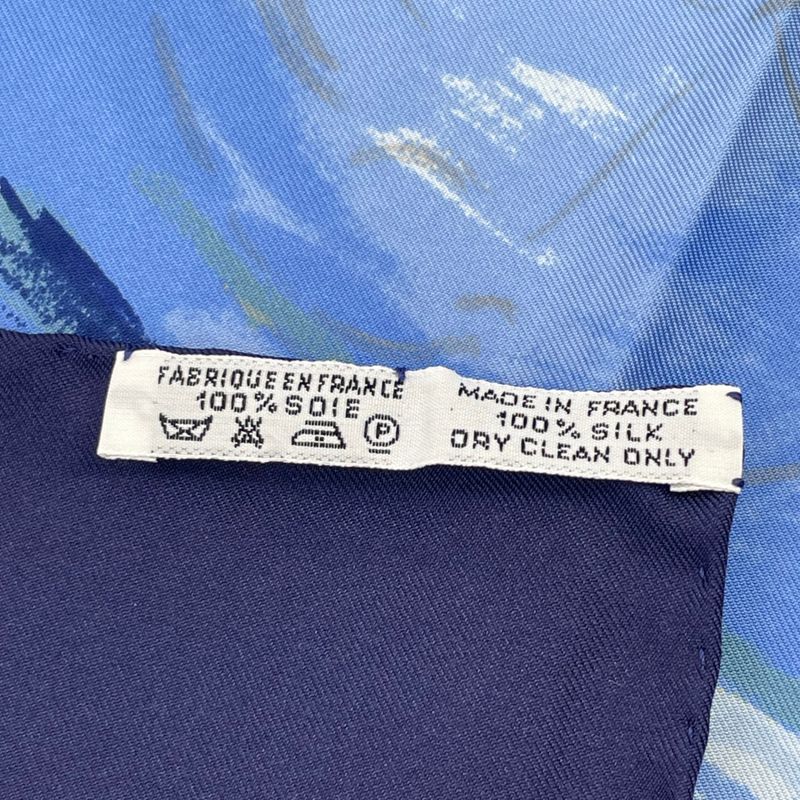 FABRIQUE EN FRANCE
100% SOIE
P
MADE IN FRANCE
100% SILK
DRY CLEAN ONLY